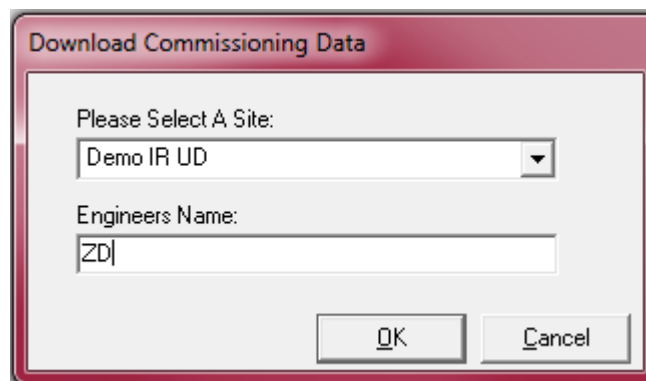 Download Commissioning Data
Please Select A Site:
Demo IR UD
Engineers Name:
ZD
OK
Cancel